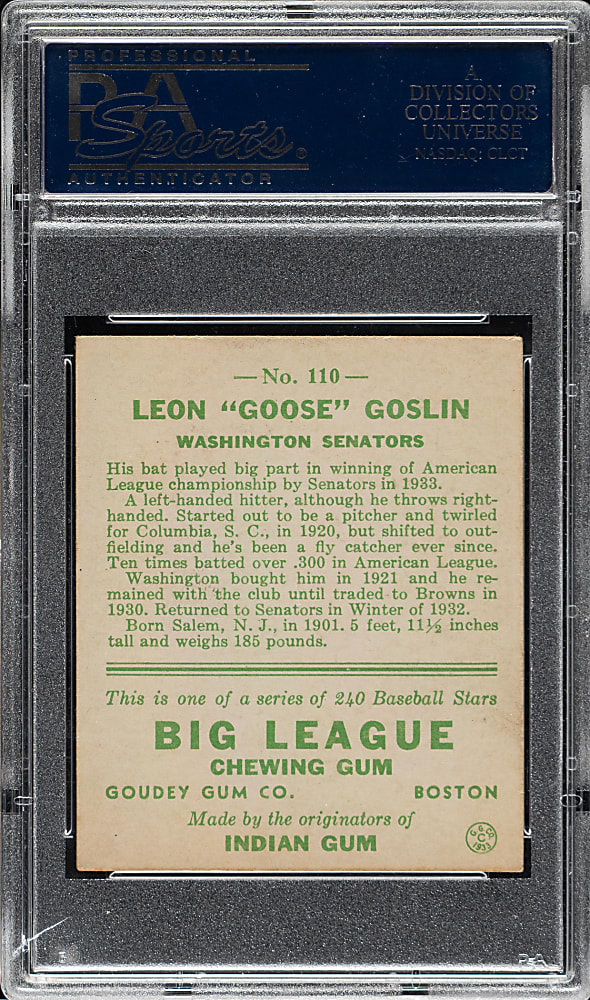 PROFESSIONAL
PSA
Sports®
AUTHENTICATOR
A
DIVISION OF
COLLECTORS
UNIVERSE
NASDAQ: CLCT
—No. 110—
LEON “GOOSE” GOSLIN
WASHINGTON SENATORS
His bat played big part in winning of American
League championship by Senators in 1933.
A left-handed hitter, although he throws right-
handed. Started out to be a pitcher and twirled
for Columbia, S. C., in 1920, but shifted to out-
fielding and he's been a fly catcher ever since.
Ten times batted over .300 in American League.
Washington bought him in 1921 and he re-
mained with the club until traded to Browns in
1930. Returned to Senators in Winter of 1932.
Born Salem, N. J., in 1901. 5 feet, 11½ inches
tall and weighs 185 pounds.
This is one of a series of 240 Baseball Stars
BIG LEAGUE
CHEWING GUM
GOUDEY GUM CO. BOSTON
Made by the originators of
INDIAN GUM
G. G. CO.
C
1933
PSA